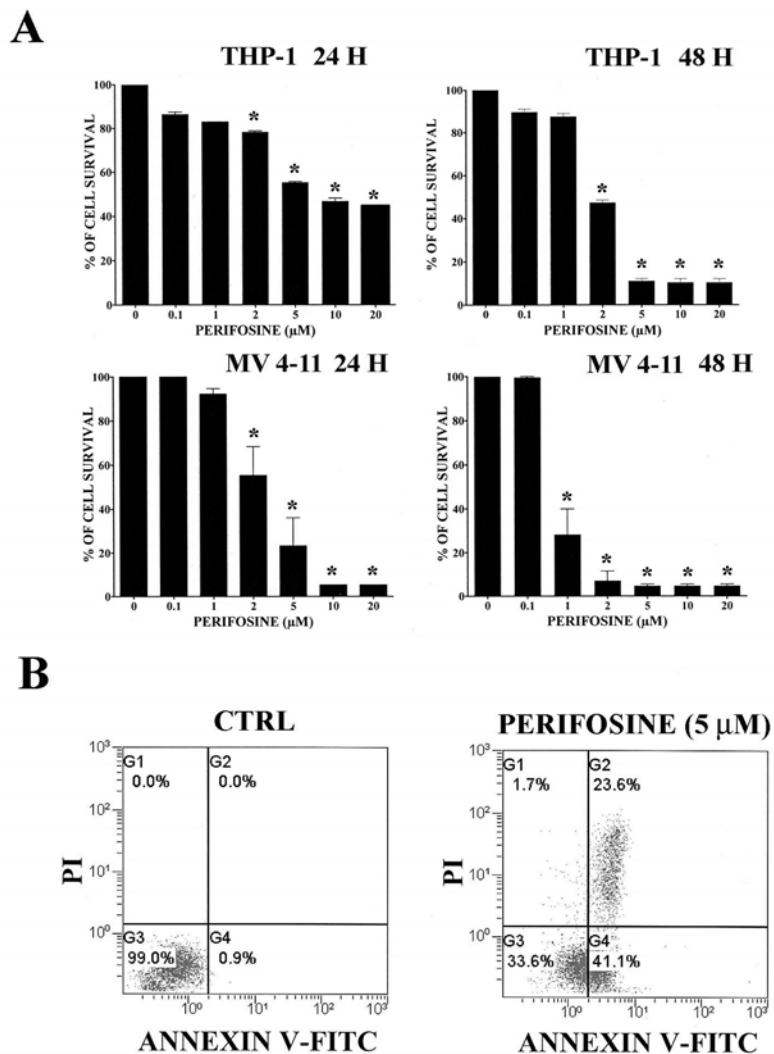 A
THP-1 24 H
% OF CELL SURVIVAL
100
80
60
40
20
0
* * * *
0 0.1 1 2 5 10 20
PERIFOSINE (µM)
THP-1 48 H
% OF CELL SURVIVAL
100
80
60
40
20
0
* * * *
0 0.1 1 2 5 10 20
PERIFOSINE (µM)
MV 4-11 24 H
% OF CELL SURVIVAL
100
80
60
40
20
0
* * * *
0 0.1 1 2 5 10 20
PERIFOSINE (µM)
MV 4-11 48 H
% OF CELL SURVIVAL
100
80
60
40
20
0
* * * * *
0 0.1 1 2 5 10 20
PERIFOSINE (µM)
B
CTRL
PI
10³
10²
10¹
10⁰
G1
0.0%
G2
0.0%
G3
99.0%
G4
0.9%
10⁰ 10¹ 10² 10³
ANNEXIN V-FITC
PERIFOSINE (5 µM)
PI
10³
10²
10¹
10⁰
G1
1.7%
G2
23.6%
G3
33.6%
G4
41.1%
10⁰ 10¹ 10² 10³
ANNEXIN V-FITC